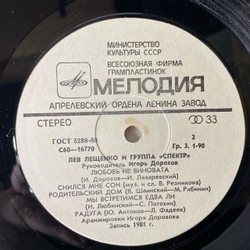 МИНИСТЕРСТВО
КУЛЬТУРЫ СССР
ВСЕСОЮЗНАЯ ФИРМА
ГРАМПЛАСТИНОК
МЕЛОДИЯ
АПРЕЛЕВСКИЙ ОРДЕНА ЛЕНИНА ЗАВОД
СТЕРЕО 33
ГОСТ 5289-88 2
С60—16770 Гр. 3. 1-90
ЛЕВ ЛЕЩЕНКО И ГРУППА «СПЕКТР»
Руководитель Игорь Дорохов
ЛЮБОВЬ НЕ ВИНОВАТА
(И. Дорохов—И. Лазаревский)
СНИЛСЯ МНЕ СОН (муз. и сл. В. Резникова)
РОДИТЕЛЬСКИЙ ДОМ (В. Шаинский—М. Рябинин)
МЫ ВСТРЕТИМСЯ ЕДВА ЛИ
(И. Любинский—С. Потехин)
РАДУГА (Ю. Антонов—Л. Фадеев)
Аранжировки Игоря Дорохова
Запись 1981 г.